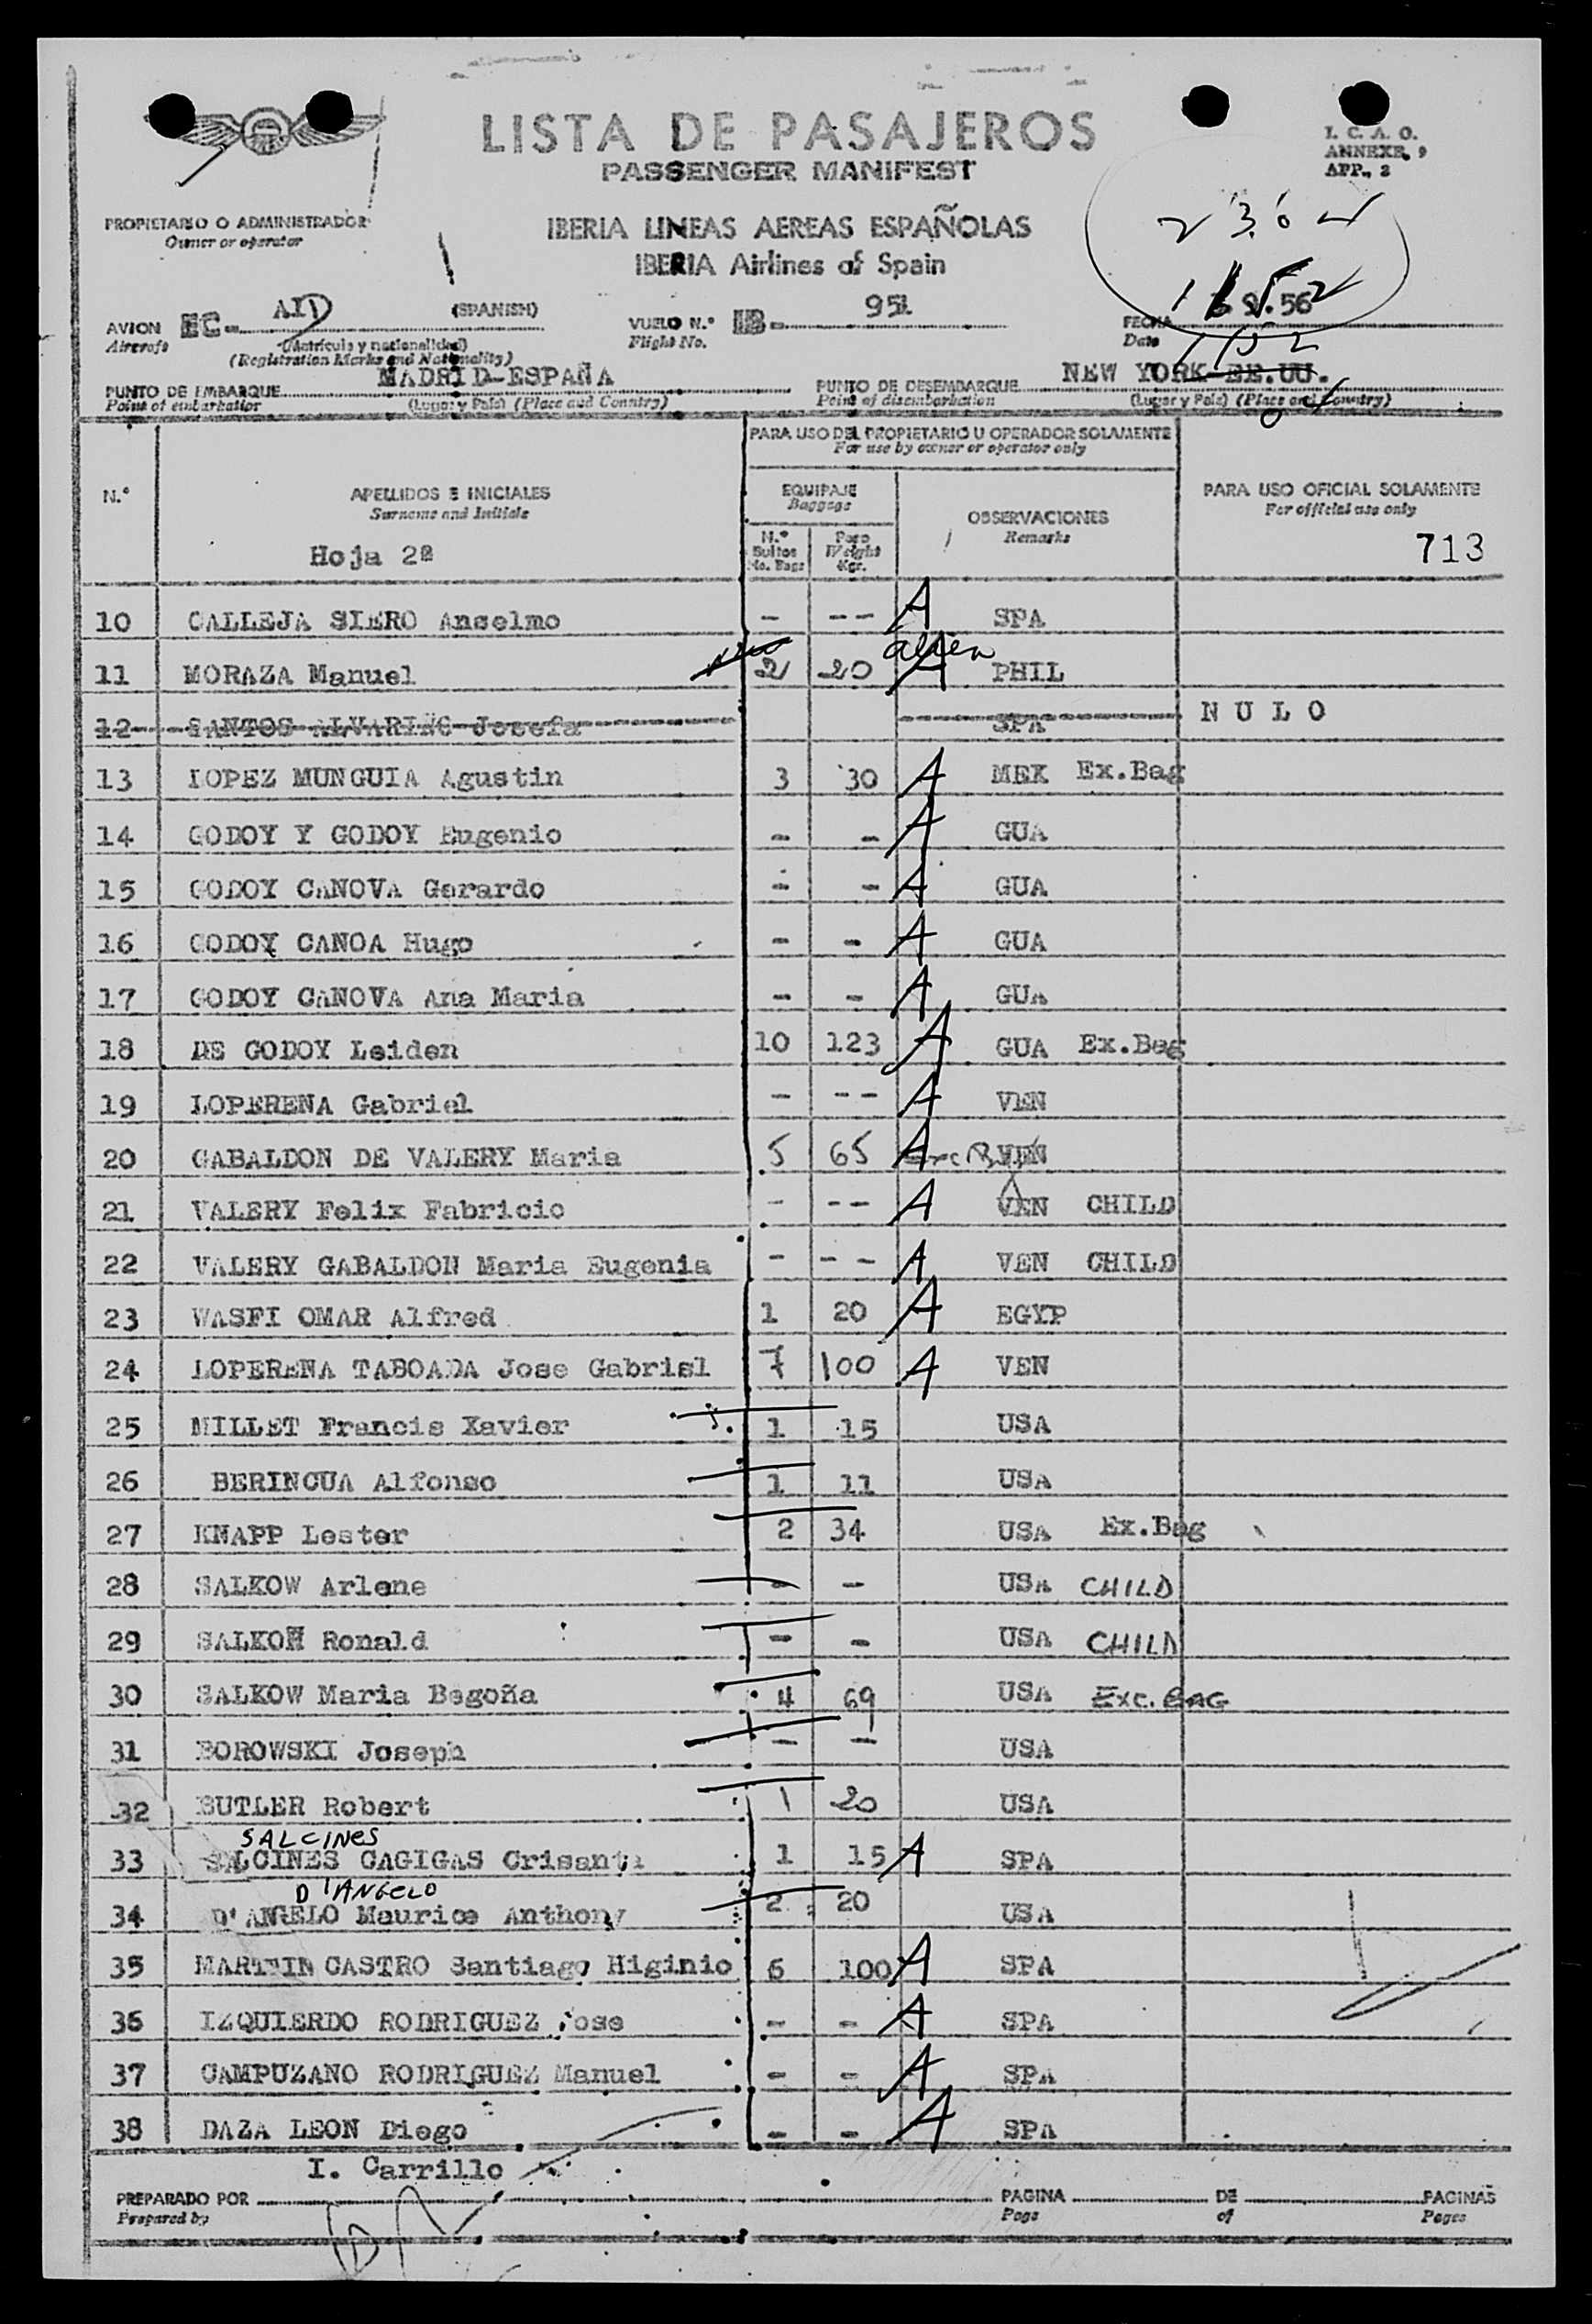 LISTA DE PASAJEROS
PASSENGER MANIFEST
I. C. A. O.
ANNEXE, 9
APP., 2
PROPIETARIO O ADMINISTRADOR
Owner or operator
IBERIA LINEAS AEREAS ESPAÑOLAS
IBERIA Airlines of Spain
AVION EC- (SPANISH)
Aircraft
(Matrícula y nacionalidad)
(Registration Marks and Nationality)
VUELO N.° IB- 951
Flight No.
FECHA 9.56
Date
PUNTO DE EMBARQUE MADRID-ESPAÑA
Point of embarkation (Lugar y País) (Place and Country)
PUNTO DE DESEMBARQUE NEW YORK-EE.UU.
Point of disembarkation (Lugar y País) (Place and Country)
PARA USO DEL PROPIETARIO U OPERADOR SOLAMENTE
For use by owner or operator only
N.°
APELLIDOS E INICIALES
Surname and Initials
EQUIPAJE
Baggage
N.° Bultos
No. Bags
Peso
Weight
Kgr.
OBSERVACIONES
Remarks
PARA USO OFICIAL SOLAMENTE
For official use only
Hoja 2ª
713
10 CALLEJA SIERO Anselmo - -- A SPA
alien
11 MORAZA Manuel 2 20 A PHIL
12 SANTOS ALVARIÑO Josefa SPA N U L O
13 LOPEZ MUNGUIA Agustin 3 30 A MEK Ex.Bag
14 GODOY Y GODOY Eugenio - - A GUA
15 GODOY CANOVA Gerardo - - A GUA
16 GODOY CANOA Hugo - - A GUA
17 GODOY CANOVA Ana Maria - - A GUA
18 DE GODOY Leiden 10 123 A GUA Ex.Bag
19 LOPERENA Gabriel - -- A VEN
20 GABALDON DE VALERY Maria 5 65 A VEN
21 VALERY Felix Fabricio - -- A VEN CHILD
22 VALERY GABALDON Maria Eugenia - -- A VEN CHILD
23 WASFI OMAR Alfred 1 20 A EGYP
24 LOPERENA TABOADA Jose Gabriel 7 100 A VEN
25 MILLET Francis Xavier 1 15 USA
26 BERINCUA Alfonso 1 11 USA
27 KNAPP Lester 2 34 USA Ex.Bag
28 SALKOW Arlene - - USA CHILD
29 SALKOW Ronald - - USA CHILD
30 SALKOW Maria Begoña 4 69 USA Exc. BAG
31 BOROWSKI Joseph - - USA
32 BUTLER Robert 1 20 USA
SALCINES
33 SALCINES CAGIGAS Crisanta 1 15 A SPA
D'ANGELO
34 D'ANGELO Maurice Anthony 2 20 USA
35 MARTIN CASTRO Santiago Higinio 6 100 A SPA
36 IZQUIERDO RODRIGUEZ Jose - - A SPA
37 CAMPUZANO RODRIGUEZ Manuel - - A SPA
38 DAZA LEON Diego - - A SPA
I. Carrillo
PREPARADO POR
Prepared by
PAGINA DE PAGINAS
Page of Pages